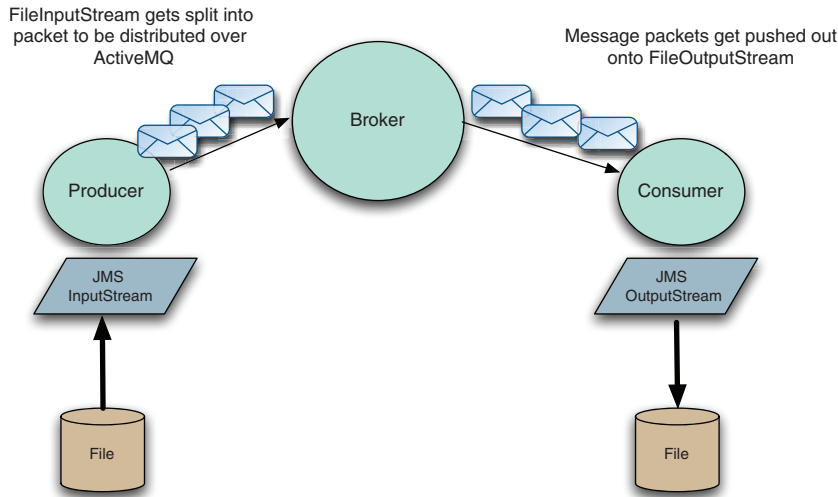 FileInputStream gets split into
packet to be distributed over
ActiveMQ
Message packets get pushed out
onto FileOutputStream
Broker
Producer
Consumer
JMS
InputStream
JMS
OutputStream
File
File